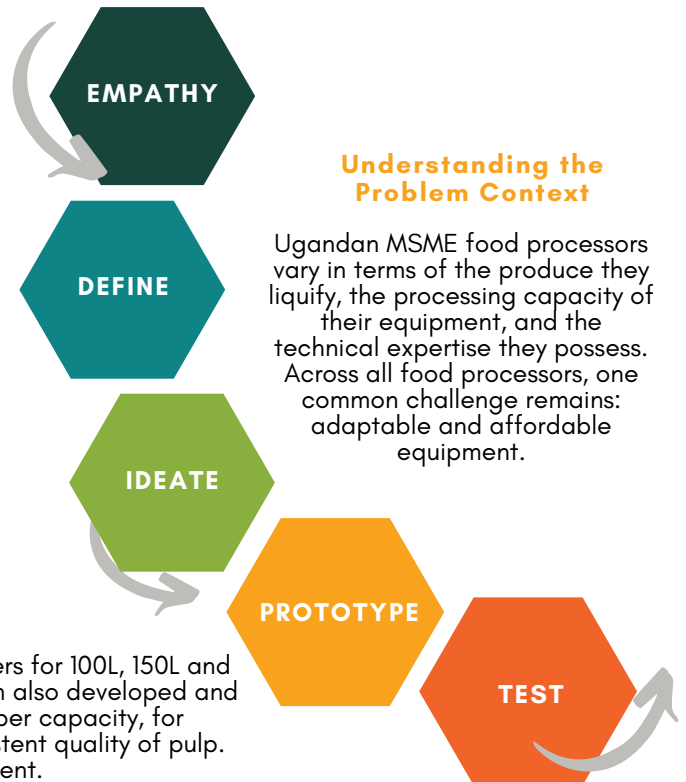 EMPATHY
Understanding the
Problem Context
Ugandan MSME food processors
vary in terms of the produce they
liquify, the processing capacity of
their equipment, and the
technical expertise they possess.
Across all food processors, one
common challenge remains:
adaptable and affordable
equipment.
DEFINE
IDEATE
PROTOTYPE
TEST
for 100L, 150L and
also developed and
per capacity, for
quality of pulp.